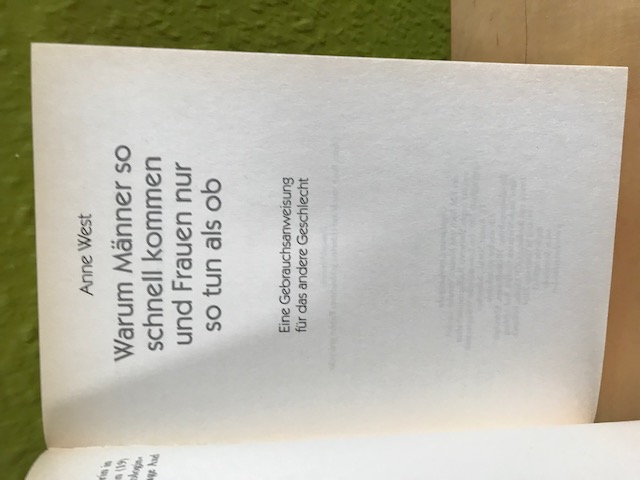 Anne West
Warum Männer so
schnell kommen
und Frauen nur
so tun als ob
Eine Gebrauchsanweisung
für das andere Geschlecht
(19)